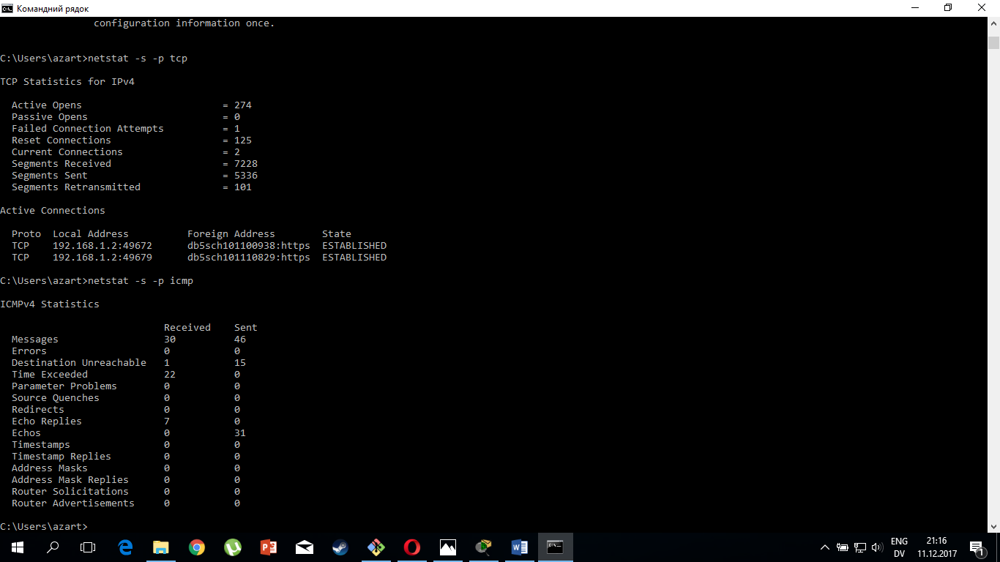 Командний рядок
configuration information once.
C:\Users\azart>netstat -s -p tcp
TCP Statistics for IPv4
Active Opens = 274
Passive Opens = 0
Failed Connection Attempts = 1
Reset Connections = 125
Current Connections = 2
Segments Received = 7228
Segments Sent = 5336
Segments Retransmitted = 101
Active Connections
Proto Local Address Foreign Address State
TCP 192.168.1.2:49672 db5sch101100938:https ESTABLISHED
TCP 192.168.1.2:49679 db5sch101110829:https ESTABLISHED
C:\Users\azart>netstat -s -p icmp
ICMPv4 Statistics
Received Sent
Messages 30 46
Errors 0 0
Destination Unreachable 1 15
Time Exceeded 22 0
Parameter Problems 0 0
Source Quenches 0 0
Redirects 0 0
Echo Replies 7 0
Echos 0 31
Timestamps 0 0
Timestamp Replies 0 0
Address Masks 0 0
Address Mask Replies 0 0
Router Solicitations 0 0
Router Advertisements 0 0
C:\Users\azart>
ENG 21:16
DV 11.12.2017 1